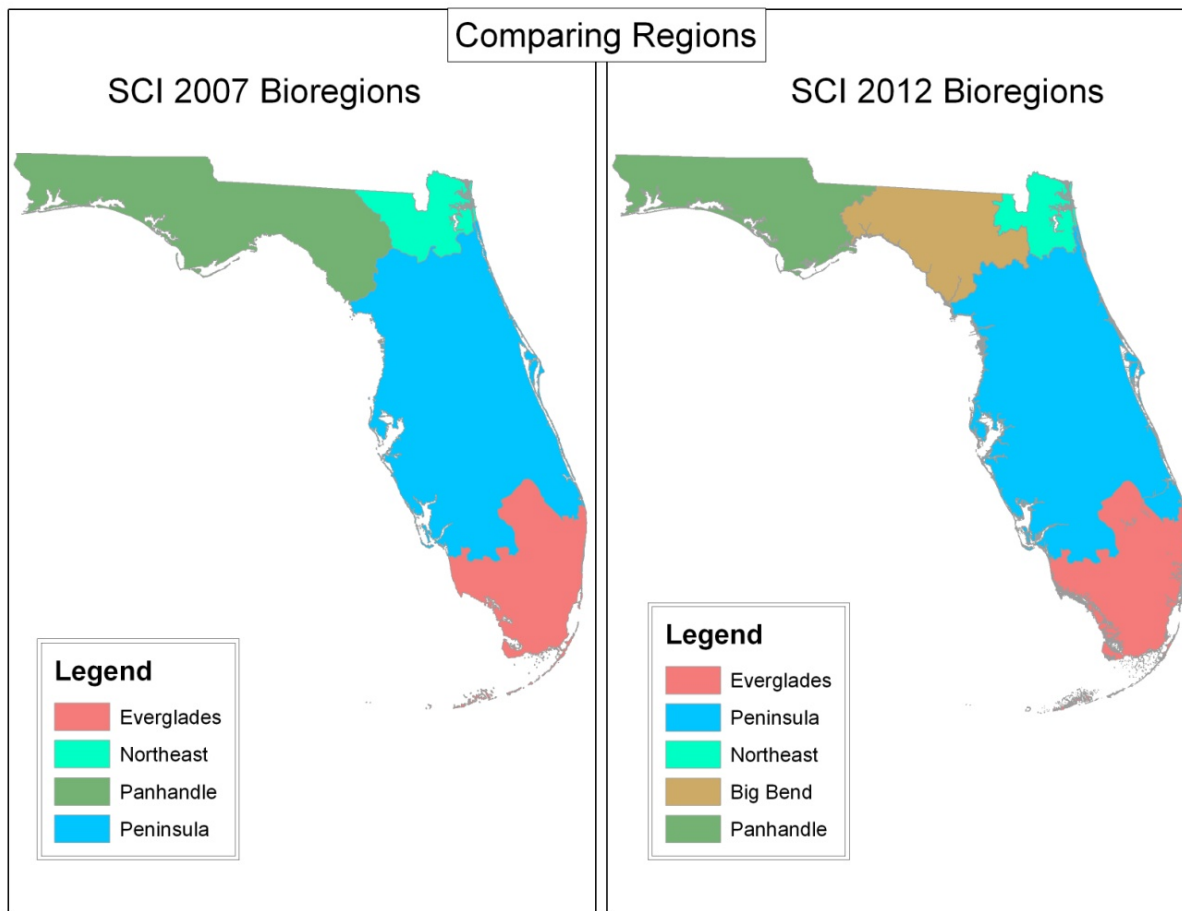 Comparing Regions
SCI 2007 Bioregions
Legend
Everglades
Northeast
Panhandle
Peninsula
SCI 2012 Bioregions
Legend
Everglades
Peninsula
Northeast
Big Bend
Panhandle